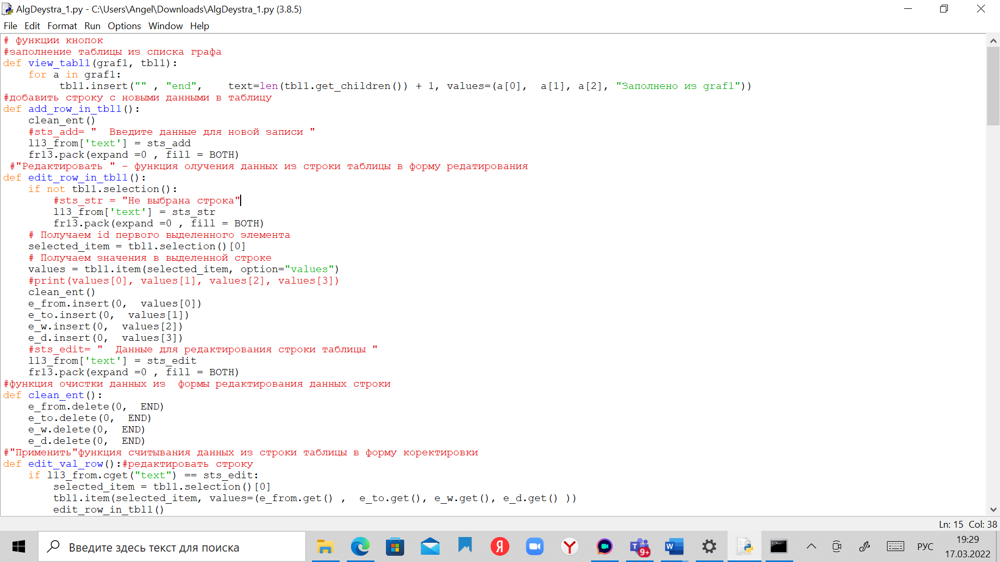 AlgDeystra_1.py - C:\Users\Angel\Downloads\AlgDeystra_1.py (3.8.5)
File Edit Format Run Options Window Help
# функции кнопок
#заполнение таблицы из списка графа
def view_tabl1(graf1, tbl1):
    for a in graf1:
         tbl1.insert("" , "end",    text=len(tbl1.get_children()) + 1, values=(a[0],  a[1], a[2], "Заполнено из graf1"))
#добавить строку с новыми данными в таблицу
def add_row_in_tbl1():
    clean_ent()
    #sts_add= "  Введите данные для новой записи "
    l13_from['text'] = sts_add
    fr13.pack(expand =0 , fill = BOTH)
 #"Редактировать " - функция олучения данных из строки таблицы в форму редатирования
def edit_row_in_tbl1():
    if not tbl1.selection():
        #sts_str = "Не выбрана строка"
        l13_from['text'] = sts_str
        fr13.pack(expand =0 , fill = BOTH)
    # Получаем id первого выделенного элемента
    selected_item = tbl1.selection()[0]
    # Получаем значения в выделенной строке
    values = tbl1.item(selected_item, option="values")
    #print(values[0], values[1], values[2], values[3])
    clean_ent()
    e_from.insert(0,  values[0])
    e_to.insert(0,  values[1])
    e_w.insert(0,  values[2])
    e_d.insert(0,  values[3])
    #sts_edit= "  Данные для редактирования строки таблицы "
    l13_from['text'] = sts_edit
    fr13.pack(expand =0 , fill = BOTH)
#функция очистки данных из  формы редактирования данных строки
def clean_ent():
    e_from.delete(0,  END)
    e_to.delete(0,  END)
    e_w.delete(0,  END)
    e_d.delete(0,  END)
#"Применить"функция считывания данных из строки таблицы в форму коректировки
def edit_val_row():#редактировать строку
    if l13_from.cget("text") == sts_edit:
        selected_item = tbl1.selection()[0]
        tbl1.item(selected_item, values=(e_from.get() ,  e_to.get(), e_w.get(), e_d.get() ))
        edit_row_in_tbl1()
Ln: 15 Col: 38
Введите здесь текст для поиска
Я
Y
T
9+
W
C:\
РУС
19:29
17.03.2022